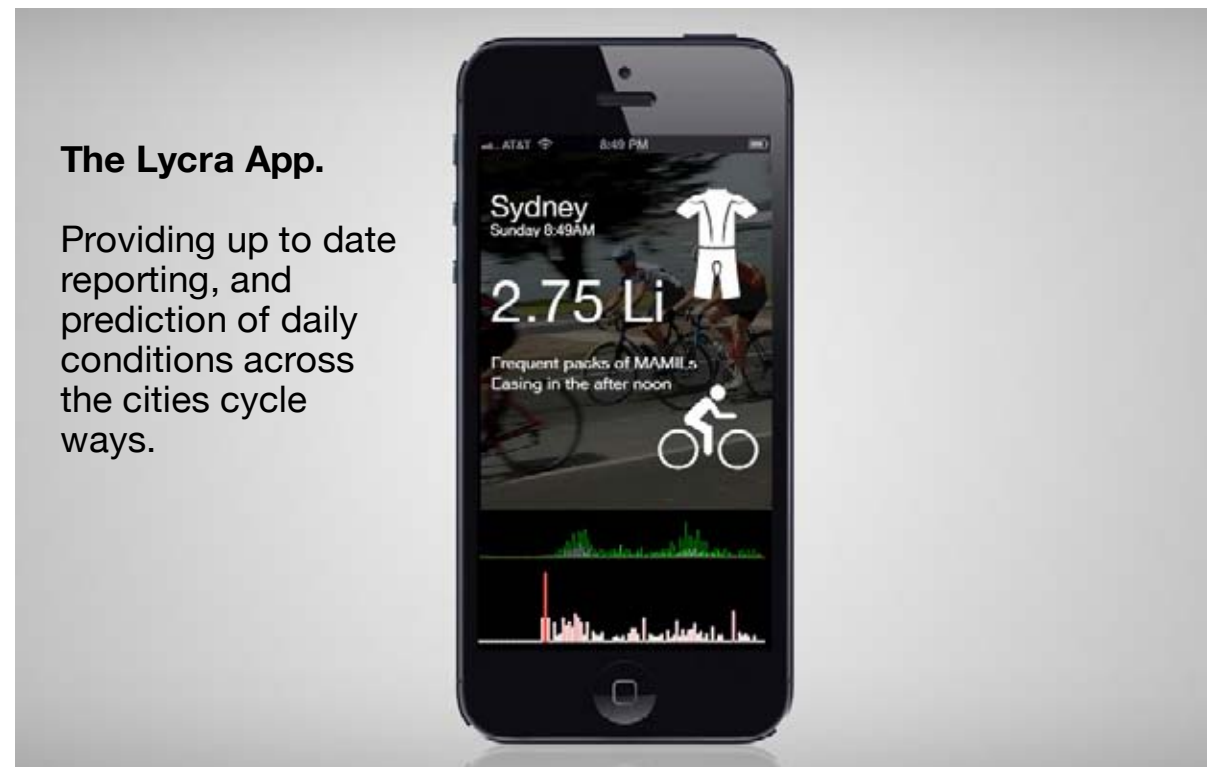 The Lycra App.
Providing up to date
reporting, and
prediction of daily
conditions across
the cities cycle
ways.
AT&T 8:49 PM
Sydney
Sunday 8:49AM
2.75 Li
Frequent packs of MAMILs
Easing in the after noon